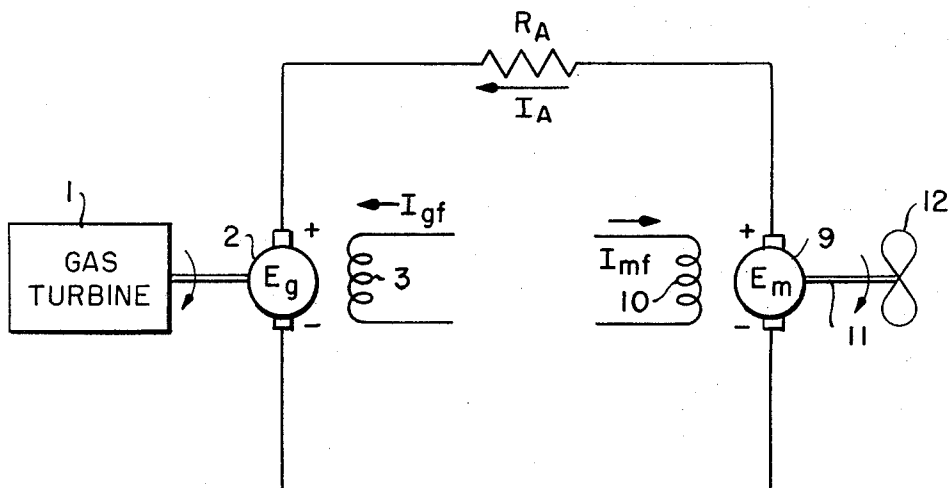 R_A
I_A
1
2
+
I_gf
12
+
9
GAS
TURBINE
E_g
3
I_mf
10
E_m
-
-
11